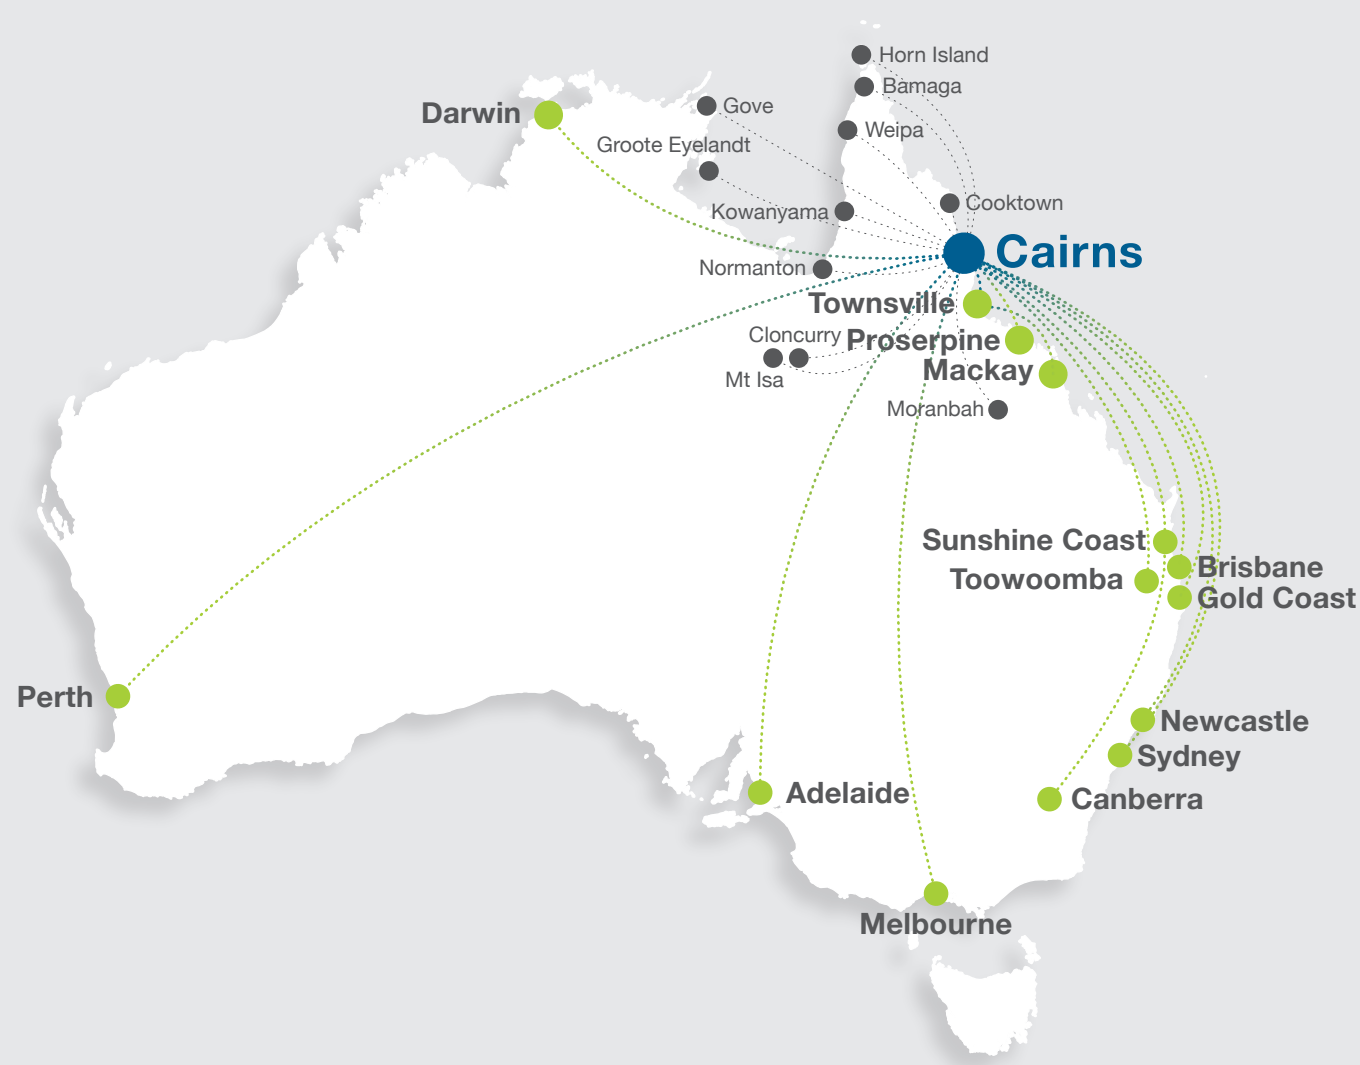 Horn Island
Bamaga
Darwin
Gove
Weipa
Groote Eyelandt
Cooktown
Kowanyama
Cairns
Normanton
Townsville
Cloncurry
Proserpine
Mackay
Mt Isa
Moranbah
Sunshine Coast
Brisbane
Toowoomba
Gold Coast
Perth
Newcastle
Sydney
Adelaide
Canberra
Melbourne